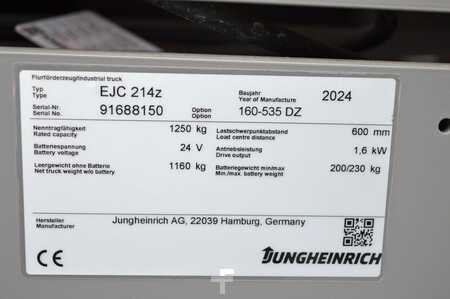 Flurförderzeug/Industrial truck
Typ
Type EJC 214z Baujahr
Year of Manufacture 2024
Serial-Nr.
Serial No. 91688150 Option
Option 160-535 DZ
Nenntragfähigkeit
Rated capacity 1250 kg Lastschwerpunktabstand
Load centre distance 600 mm
Batteriespannung
Battery voltage 24 V Antriebsleistung
Drive output 1,6 kW
Leergewicht ohne Batterie
Net truck weight w/o battery 1160 kg Batteriegewicht min/max
Min./max. battery weight 200/230 kg
Hersteller
Manufacturer Jungheinrich AG, 22039 Hamburg, Germany
CE JUNGHEINRICH